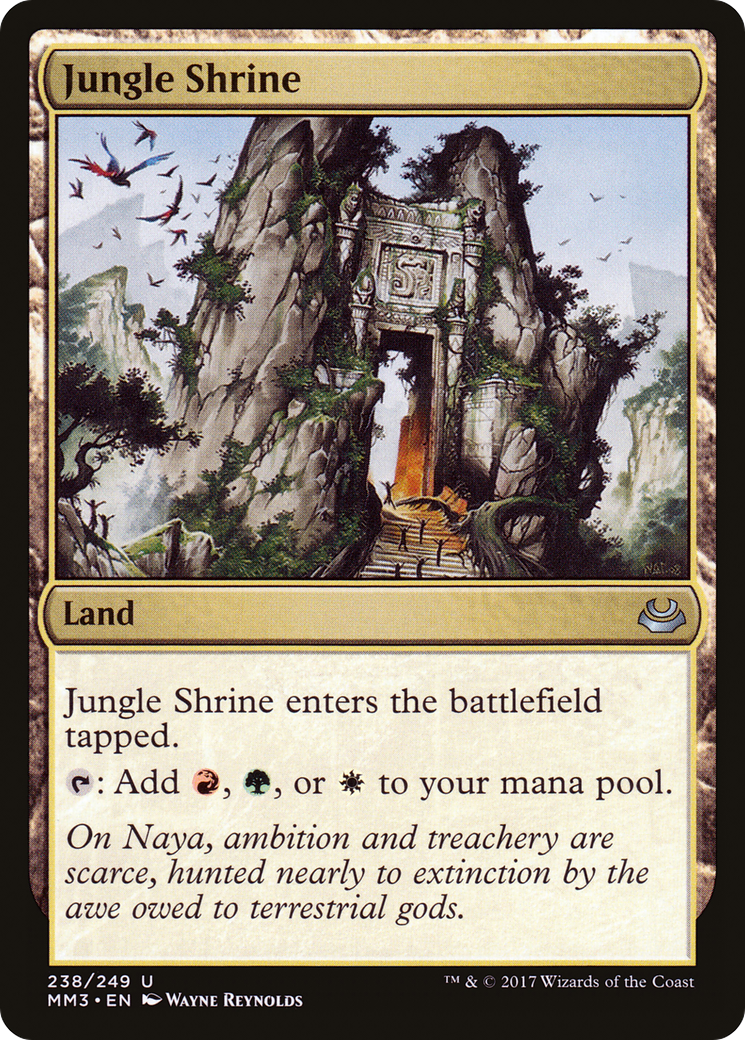 Jungle Shrine
Land
Jungle Shrine enters the battlefield
tapped.
: Add , , or to your mana pool.
On Naya, ambition and treachery are
scarce, hunted nearly to extinction by the
awe owed to terrestrial gods.
238/249 U
MM3 • EN Wayne Reynolds
™ & © 2017 Wizards of the Coast